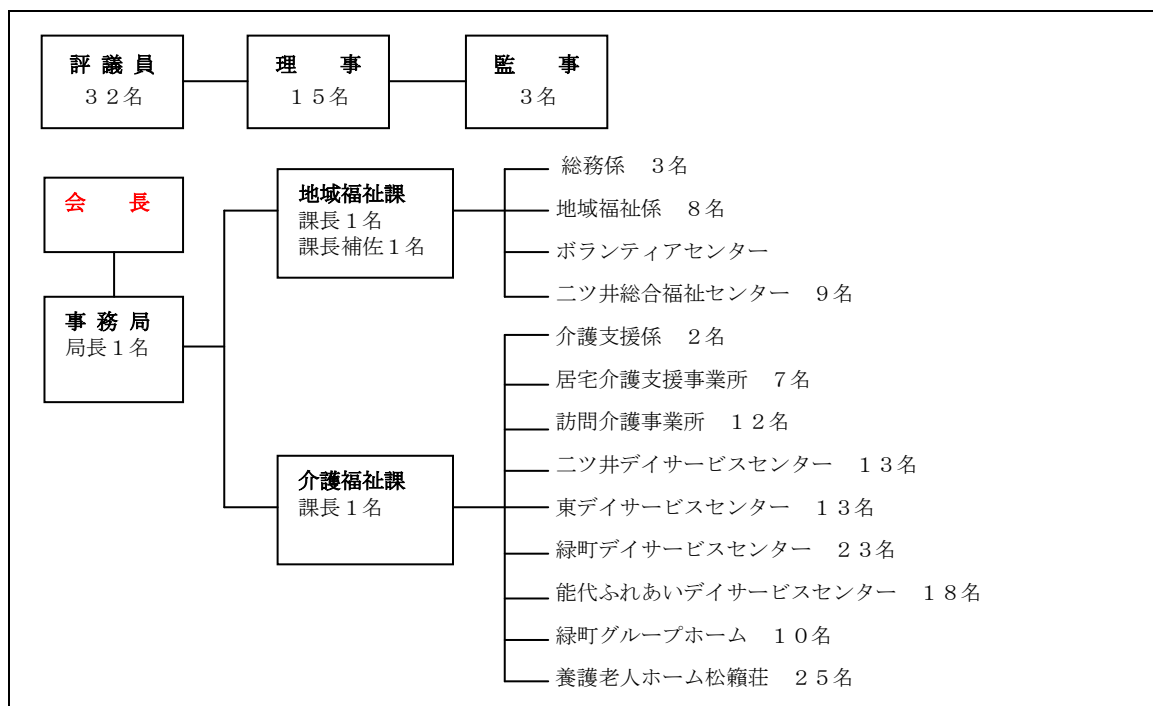 評 議 員
３２名
理　　事
１５名
監　　事
３名
会　　長
事 務 局
局長１名
地域福祉課
課長１名
課長補佐１名
総務係　３名
地域福祉係　８名
ボランティアセンター
二ツ井総合福祉センター　９名
介護福祉課
課長１名
介護支援係　２名
居宅介護支援事業所　７名
訪問介護事業所　１２名
二ツ井デイサービスセンター　１３名
東デイサービスセンター　１３名
緑町デイサービスセンター　２３名
能代ふれあいデイサービスセンター　１８名
緑町グループホーム　１０名
養護老人ホーム松籟荘　２５名